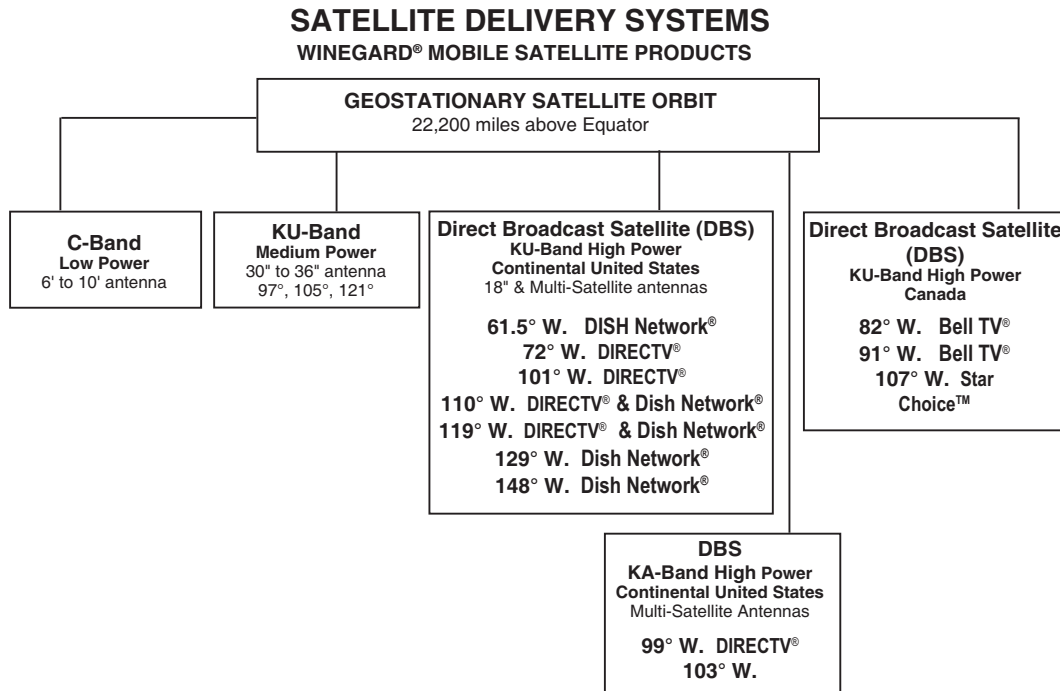 SATELLITE DELIVERY SYSTEMS
WINEGARD® MOBILE SATELLITE PRODUCTS
GEOSTATIONARY SATELLITE ORBIT
22,200 miles above Equator
C-Band
Low Power
6' to 10' antenna
KU-Band
Medium Power
30" to 36" antenna
97°, 105°, 121°
Direct Broadcast Satellite (DBS)
KU-Band High Power
Continental United States
18" & Multi-Satellite antennas
61.5° W. DISH Network®
72° W. DIRECTV®
101° W. DIRECTV®
110° W. DIRECTV® & Dish Network®
119° W. DIRECTV® & Dish Network®
129° W. Dish Network®
148° W. Dish Network®
Direct Broadcast Satellite
(DBS)
KU-Band High Power
Canada
82° W. Bell TV®
91° W. Bell TV®
107° W. Star
Choice™
DBS
KA-Band High Power
Continental United States
Multi-Satellite Antennas
99° W. DIRECTV®
103° W.